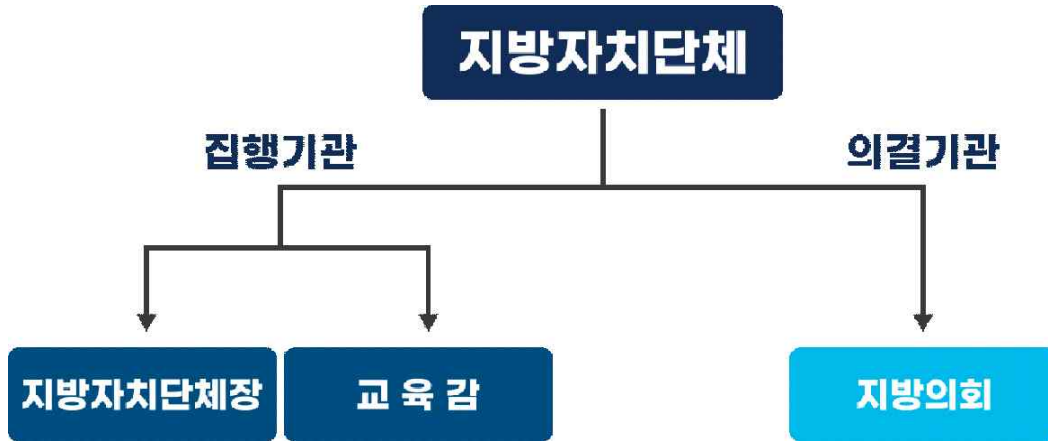 지방자치단체
집행기관
의결기관
지방자치단체장
교 육 감
지방의회